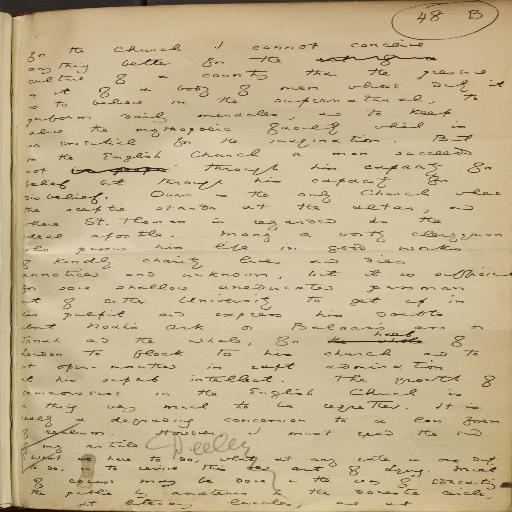 48 B
for the Church I cannot conceive
anything better for the
culture of a country than the presence
in it of a body of men whose duty it
is to believe in the supernatural, to
perform daily miracles, and to keep
alive the mythopoeic faculty which is
so essential for the imagination. But
in the English Church a man succeeds
not through his capacity for
belief but through his capacity for
disbelief. Ours is the only Church where
the sceptic stands at the altar, and
where St. Thomas is regarded as the
ideal apostle. Many a worthy clergyman
who passes his life in good works
of kindly charity lives and dies
unnoticed and unknown, but it is sufficient
for some shallow uneducated passman
out of either University to get up in
his pulpit and express his doubts
about Noah's Ark or Balaam's ass or
Jonah and the whale, for half of
London to flock to his church and to
sit open-mouthed in rapt admiration
at his superb intellect. The growth of
commonsense in the English Church is
a thing very much to be regretted. It is
really a degrading concession to a low form
of realism. However, I must read the end
of my article
What we have to do, what at any rate is our duty
to do, is to revive this art of Lying. Much
of course may be done in the way of educating
the public by amateurs in the domestic circle,
at literary lunches, and at